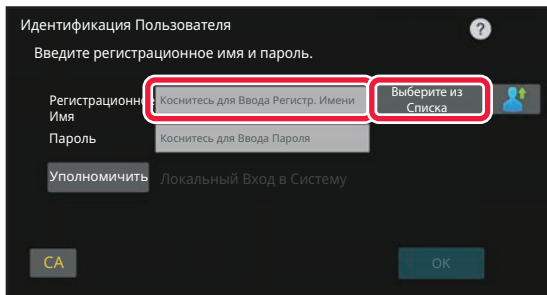 Идентификация Пользователя
?
Введите регистрационное имя и пароль.
Регистрационное Имя
Коснитесь для Ввода Регистр. Имени
Выберите из Списка
Пароль
Коснитесь для Ввода Пароля
Уполномичить
Локальный Вход в Систему
CA
OK